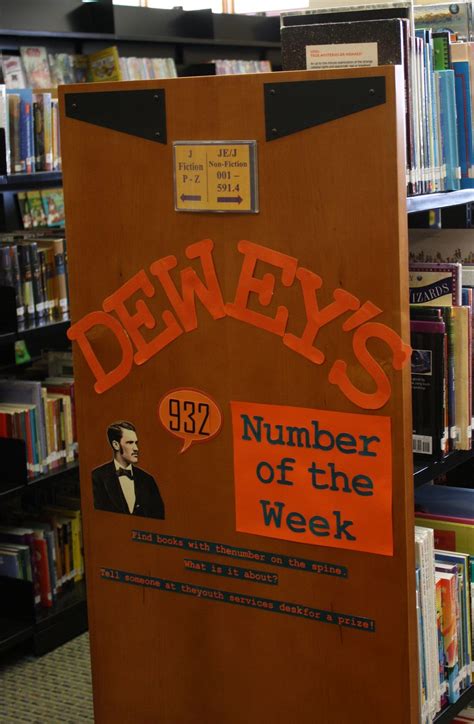 J
Fiction
P - Z
JE/J
Non-Fiction
001 –
591.4
DEWEY'S
932
Number
of the
Week
Find books with thenumber on the spine.
What is it about?
Tell someone at theyouth services deskfor a prize!
WIZARDS